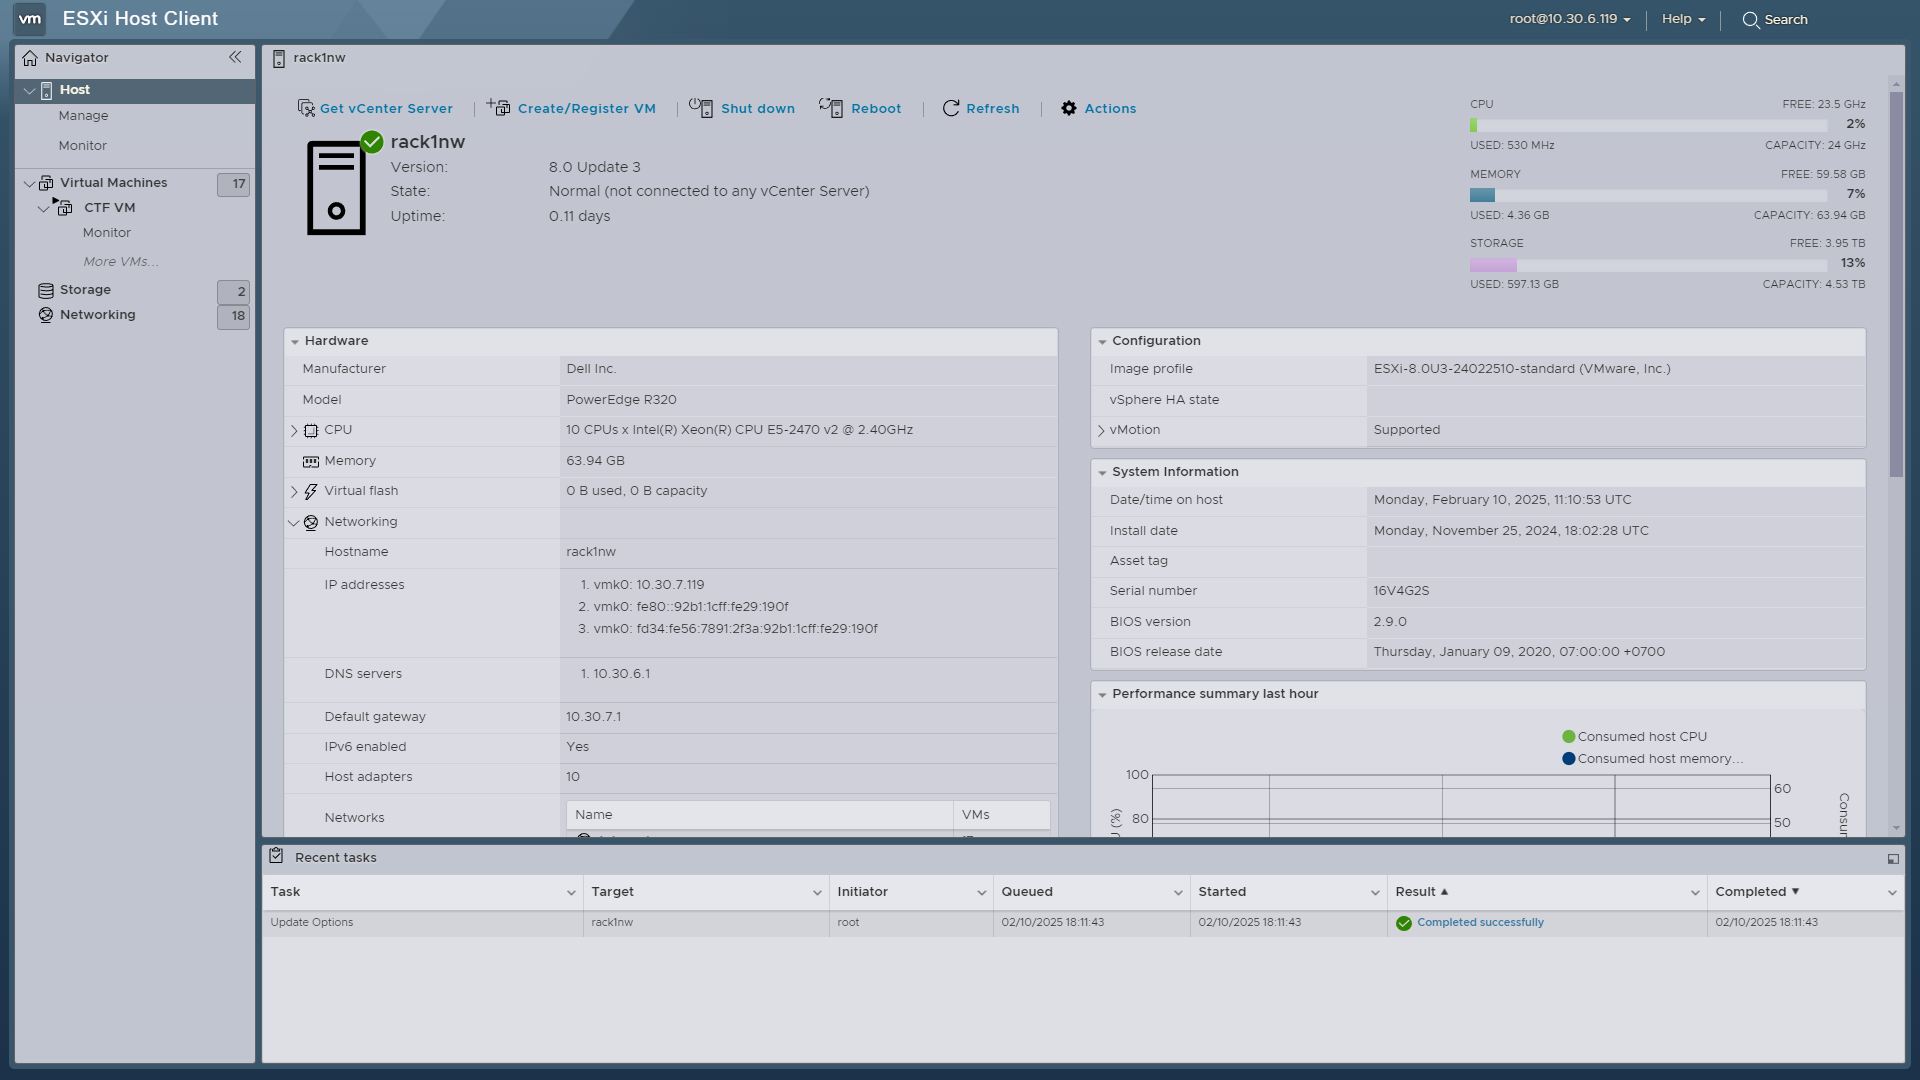 vm ESXi Host Client
root@10.30.6.119
Help
Search
Navigator
Host
Manage
Monitor
Virtual Machines 17
CTF VM
Monitor
More VMs...
Storage 2
Networking 18
rack1nw
Get vCenter Server
Create/Register VM
Shut down
Reboot
Refresh
Actions
rack1nw
Version: 8.0 Update 3
State: Normal (not connected to any vCenter Server)
Uptime: 0.11 days
CPU FREE: 23.5 GHz
2%
USED: 530 MHz CAPACITY: 24 GHz
MEMORY FREE: 59.58 GB
7%
USED: 4.36 GB CAPACITY: 63.94 GB
STORAGE FREE: 3.95 TB
13%
USED: 597.13 GB CAPACITY: 4.53 TB
Hardware
Manufacturer Dell Inc.
Model PowerEdge R320
CPU 10 CPUs x Intel(R) Xeon(R) CPU E5-2470 v2 @ 2.40GHz
Memory 63.94 GB
Virtual flash 0 B used, 0 B capacity
Networking
Hostname rack1nw
IP addresses 1. vmk0: 10.30.7.119
2. vmk0: fe80::92b1:1cff:fe29:190f
3. vmk0: fd34:fe56:7891:2f3a:92b1:1cff:fe29:190f
DNS servers 1. 10.30.6.1
Default gateway 10.30.7.1
IPv6 enabled Yes
Host adapters 10
Networks
Name VMs
Configuration
Image profile ESXi-8.0U3-24022510-standard (VMware, Inc.)
vSphere HA state
vMotion Supported
System Information
Date/time on host Monday, February 10, 2025, 11:10:53 UTC
Install date Monday, November 25, 2024, 18:02:28 UTC
Asset tag
Serial number 16V4G2S
BIOS version 2.9.0
BIOS release date Thursday, January 09, 2020, 07:00:00 +0700
Performance summary last hour
Consumed host CPU
Consumed host memory...
100
80
(%)
60
50
Recent tasks
Task Target Initiator Queued Started Result Completed
Update Options rack1nw root 02/10/2025 18:11:43 02/10/2025 18:11:43 Completed successfully 02/10/2025 18:11:43